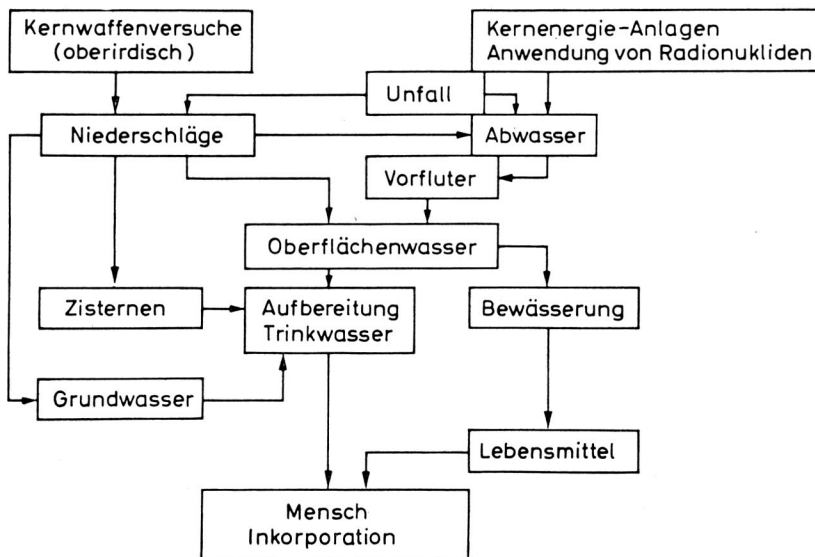 Kernwaffenversuche
(oberirdisch)
Kernenergie-Anlagen
Anwendung von Radionukliden
Unfall
Niederschläge
Abwasser
Vorfluter
Oberflächenwasser
Zisternen
Aufbereitung
Trinkwasser
Bewässerung
Grundwasser
Lebensmittel
Mensch
Inkorporation